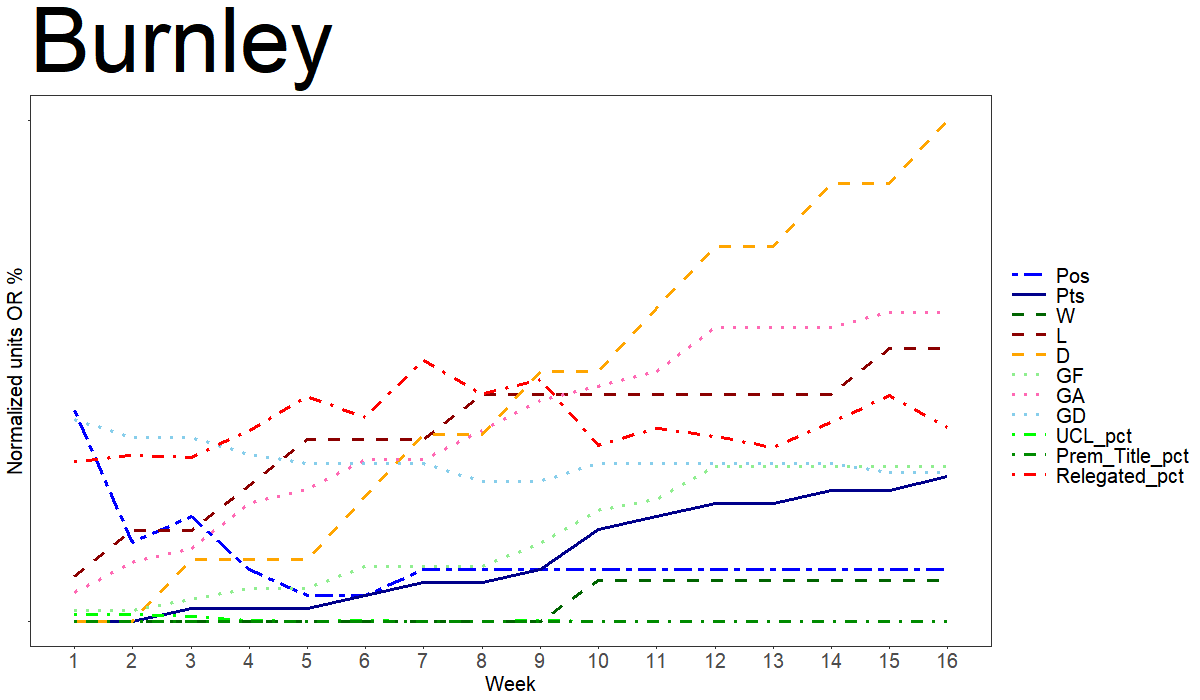 Burnley
Normalized units OR %
1 2 3 4 5 6 7 8 9 10 11 12 13 14 15 16
Week
Pos
Pts
W
L
D
GF
GA
GD
UCL_pct
Prem_Title_pct
Relegated_pct